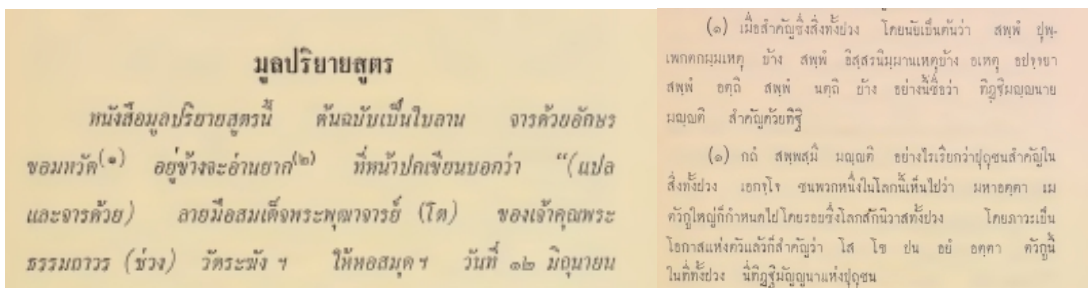 มูลปริยายสูตร
หนังสือมูลปริยายสูตรนี้ ต้นฉบับเป็นใบลาน จารด้วยอักษร
ขอมหวัด(๑) อยู่ข้างจะอ่านยาก(๒) ที่หน้าปกเขียนบอกว่า “(แปล
และจารด้วย) ลายมือสมเด็จพระพุฒาจารย์ (โต) ของเจ้าคุณพระ
ธรรมถาวร (ช่วง) วัดระฆัง ฯ ให้หอสมุด ฯ วันที่ ๑๒ มิถุนายน
(๑) เมื่อสำคัญซึ่งสิ่งทั้งปวง โดยนับเป็นต้นว่า สพฺพํ ปุพฺ-
เพกตกมฺมเหตุ บ้าง สพฺพํ อิสฺสรนิมฺมานเหตุบ้าง อเหตุ อปจฺจยา
สพฺพํ อตฺถิ สพฺพํ นตฺถิ บ้าง อย่างนี้ชื่อว่า ทิฏฺฐิมญฺญนาย
มญฺญติ สำคัญด้วยทิฐิ
(๑) กถํ สพฺพสฺมึ มญฺญติ อย่างไรเรียกว่าปุถุชนสำคัญใน
สิ่งทั้งปวง เอกจฺโจ ชนพวกหนึ่งในโลกนี้เห็นไปว่า มหาอตฺตา เม
ตัวกูใหญ่ก็กำหนดไปโดยรอบซึ่งโลกสักนิวาสทั้งปวง โดยภาวะเป็น
โอกาสแห่งตัวแล้วก็สำคัญว่า โส โข ปน อยํ อตฺตา ตัวกูนี้
ในที่ทั้งปวง นี่ทิฏฐิมัญญนาแห่งปุถุชน